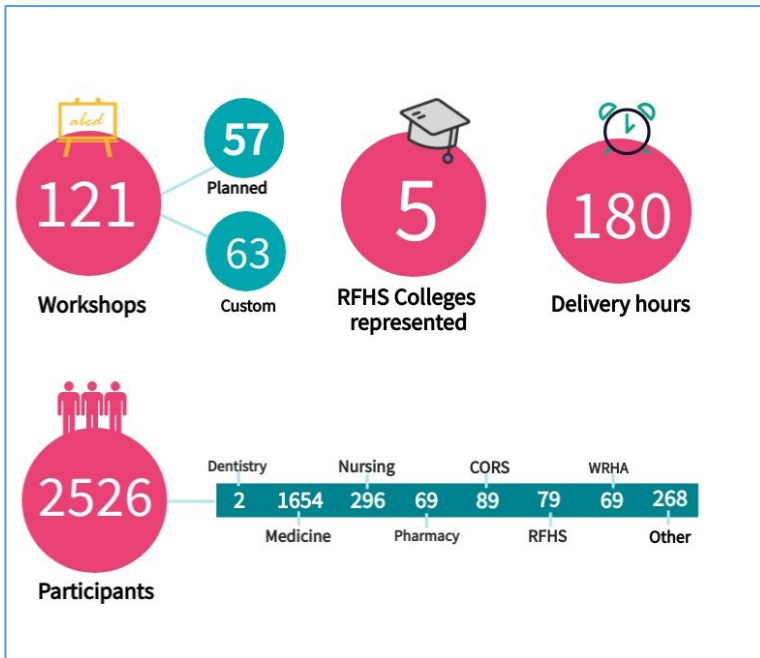 abcd
121
57
Planned
63
Custom
Workshops
5
RFHS Colleges
represented
180
Delivery hours
2526
Participants
Dentistry Nursing CORS WRHA
2 1654 296 69 89 79 69 268
Medicine Pharmacy RFHS Other